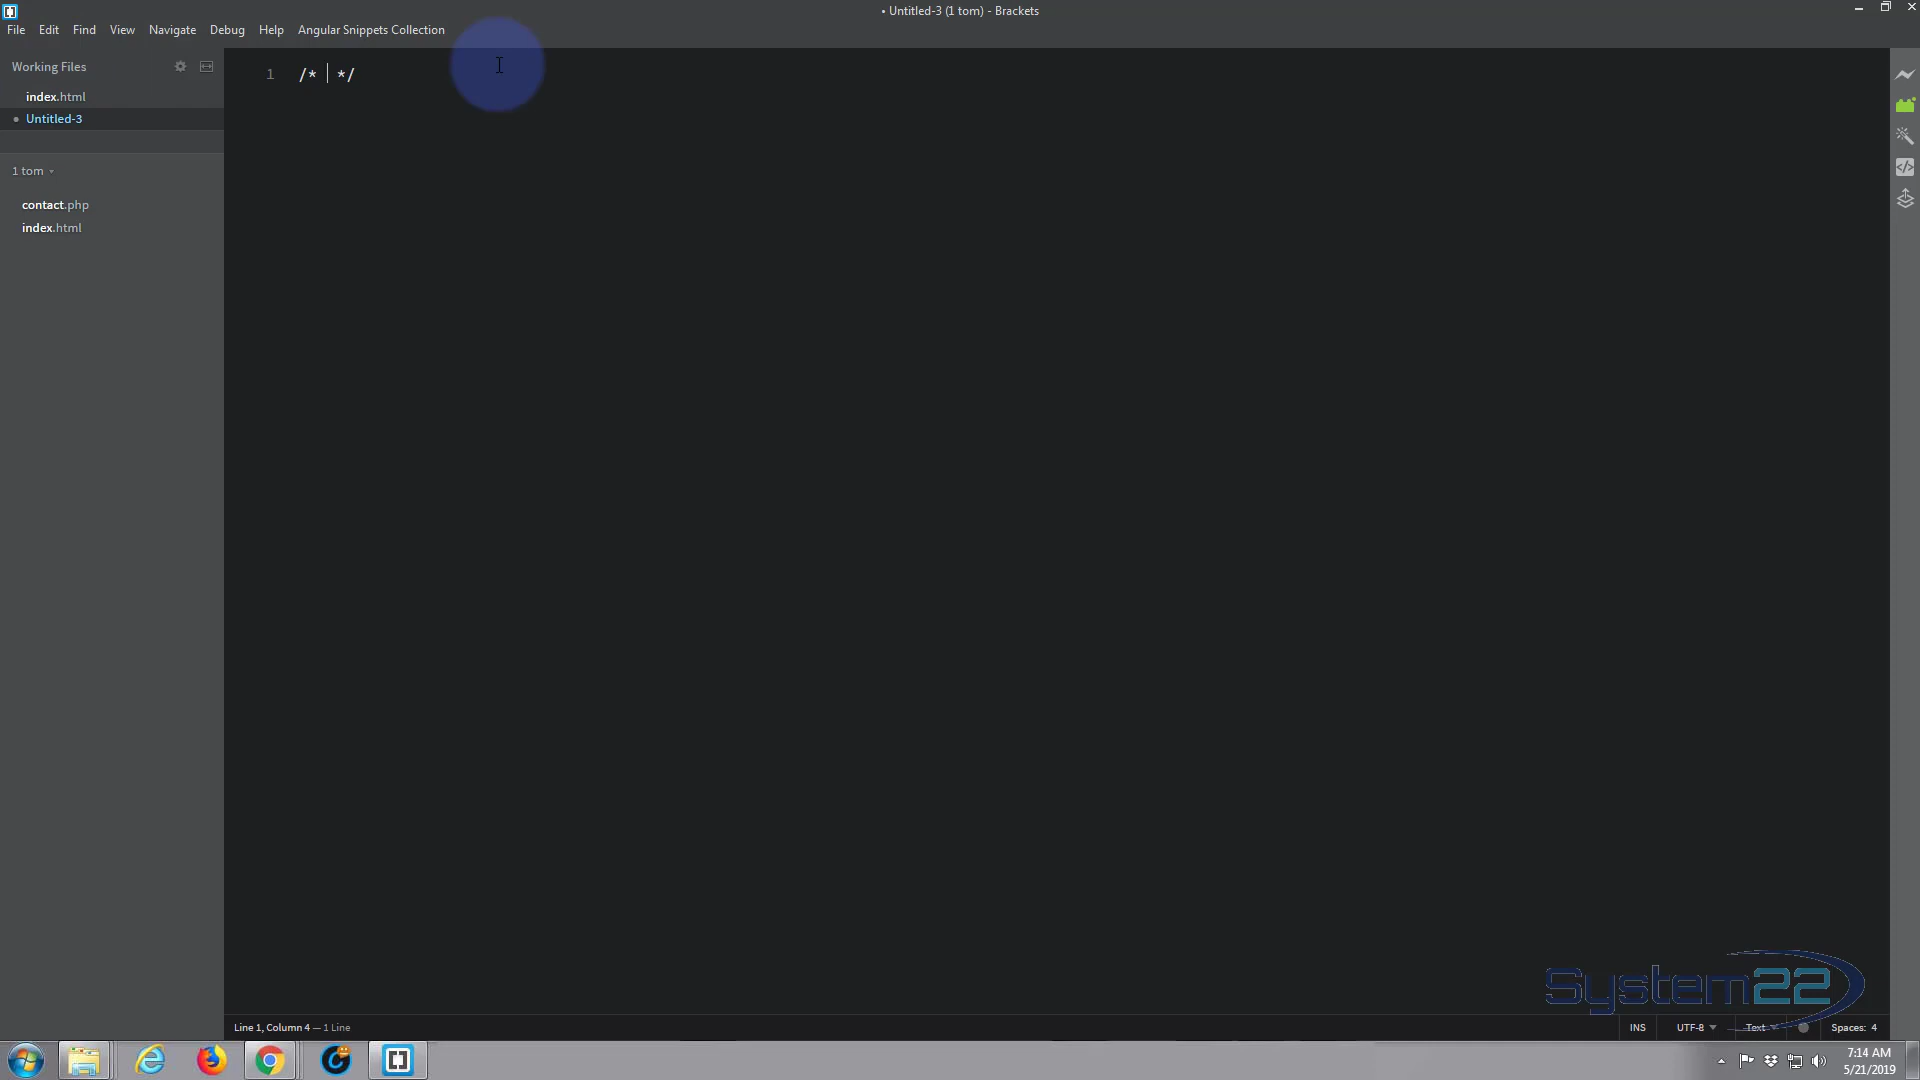 • Untitled-3 (1 tom) - Brackets
File Edit Find View Navigate Debug Help Angular Snippets Collection
Working Files
index.html
• Untitled-3
1 tom
contact.php
index.html
1 /* */
System22
Line 1, Column 4 — 1 Line
INS UTF-8 Text Spaces: 4
7:14 AM
5/21/2019